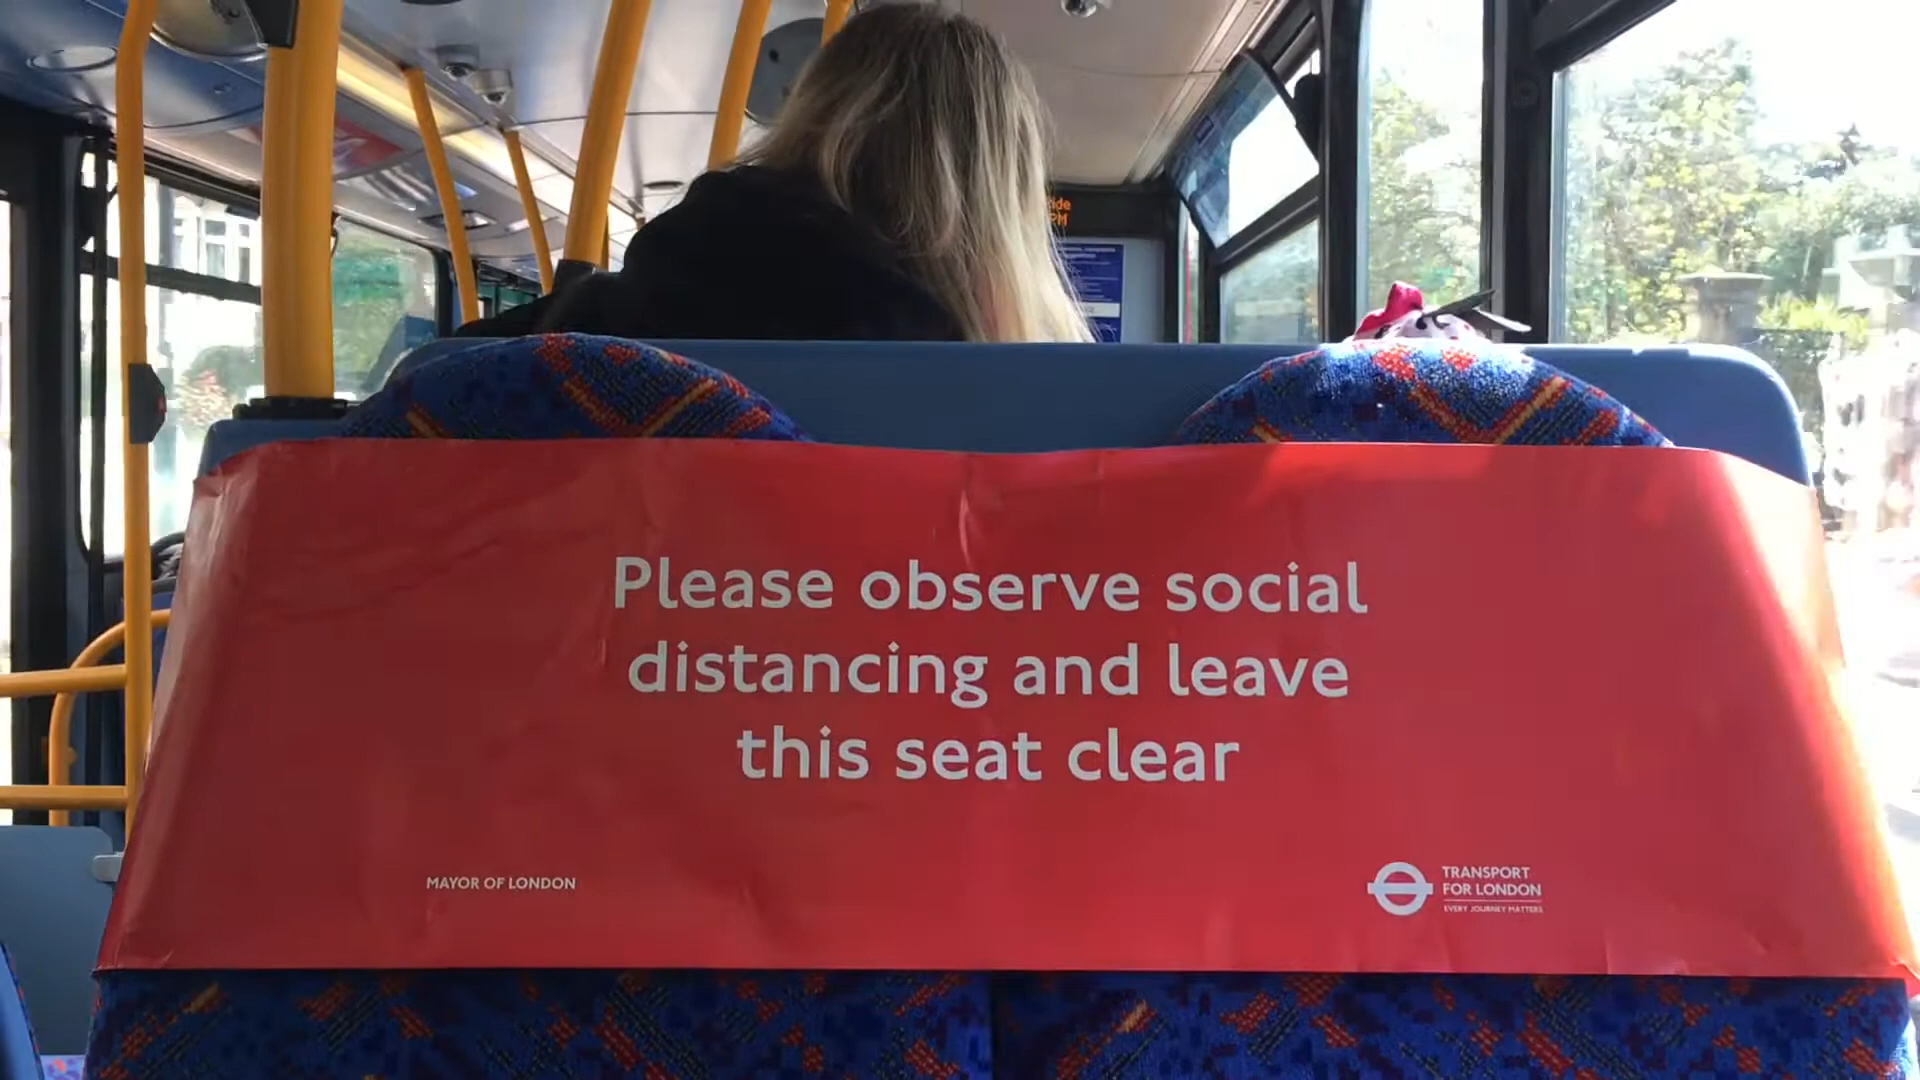 Please observe social
distancing and leave
this seat clear
MAYOR OF LONDON
TRANSPORT
FOR LONDON
EVERY JOURNEY MATTERS